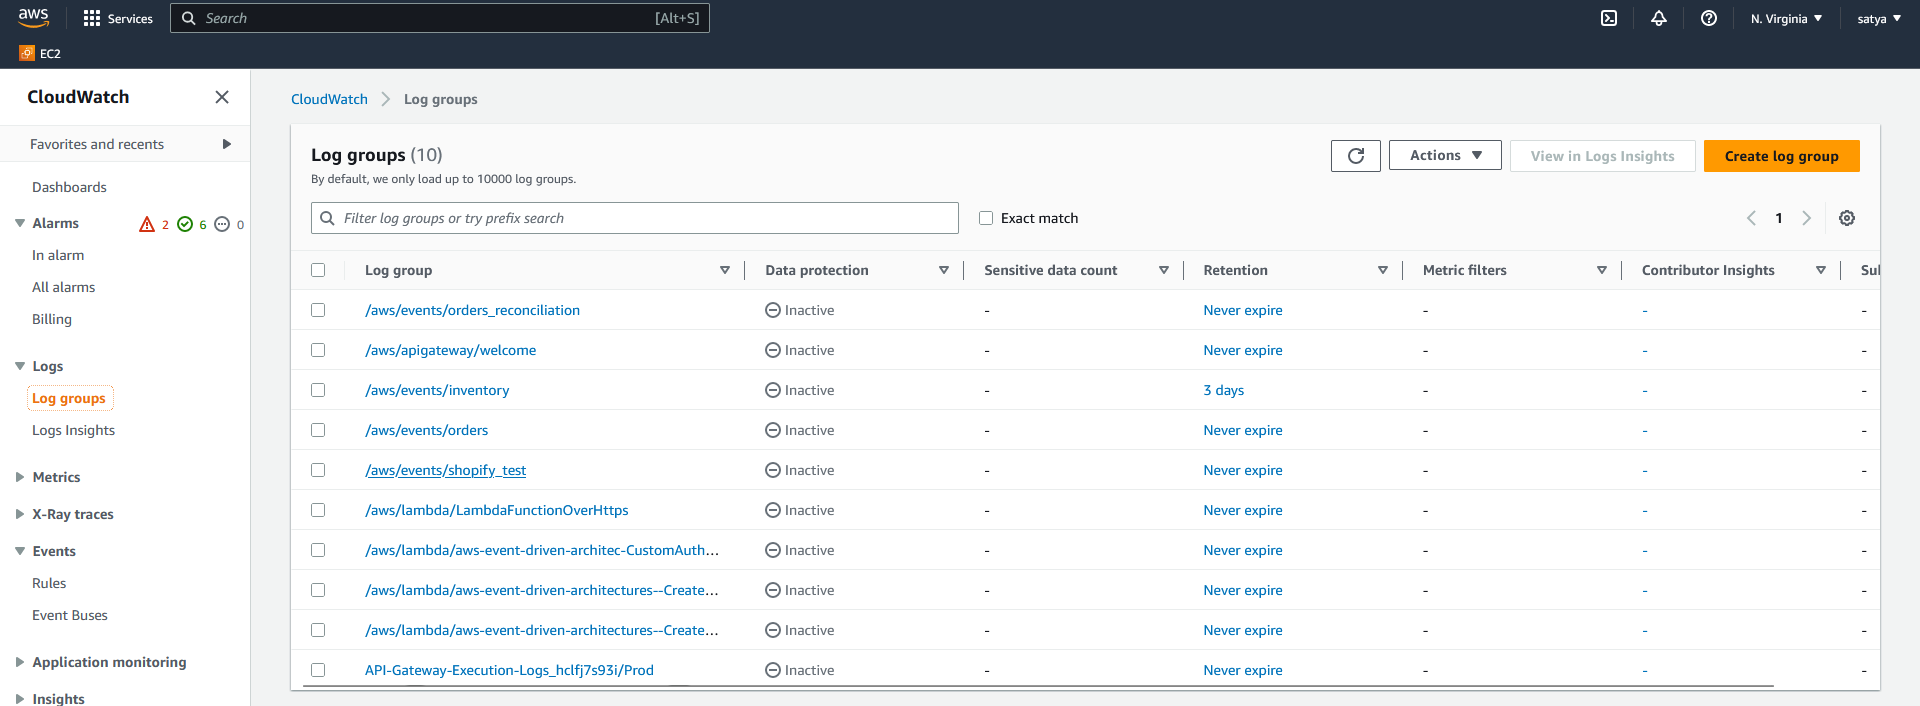 aws
Services
Search
[Alt+S]
N. Virginia
satya
EC2
CloudWatch
Favorites and recents
Dashboards
Alarms 2 6 0
In alarm
All alarms
Billing
Logs
Log groups
Logs Insights
Metrics
X-Ray traces
Events
Rules
Event Buses
Application monitoring
Insights
CloudWatch Log groups
Log groups (10)
By default, we only load up to 10000 log groups.
Actions
View in Logs Insights
Create log group
Filter log groups or try prefix search
Exact match
1
Log group Data protection Sensitive data count Retention Metric filters Contributor Insights
/aws/events/orders_reconciliation Inactive - Never expire - - -
/aws/apigateway/welcome Inactive - Never expire - - -
/aws/events/inventory Inactive - 3 days - - -
/aws/events/orders Inactive - Never expire - - -
/aws/events/shopify_test Inactive - Never expire - - -
/aws/lambda/LambdaFunctionOverHttps Inactive - Never expire - - -
/aws/lambda/aws-event-driven-architec-CustomAuth... Inactive - Never expire - - -
/aws/lambda/aws-event-driven-architectures--Create... Inactive - Never expire - - -
/aws/lambda/aws-event-driven-architectures--Create... Inactive - Never expire - - -
API-Gateway-Execution-Logs_hclfj7s93i/Prod Inactive - Never expire - - -